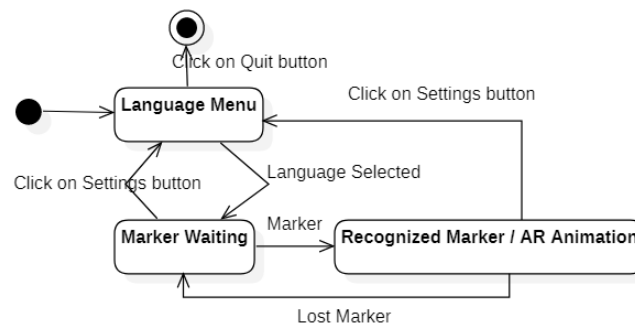 Click on Quit button
Language Menu
Click on Settings button
Language Selected
Click on Settings button
Marker Waiting
Marker
Recognized Marker / AR Animation
Lost Marker